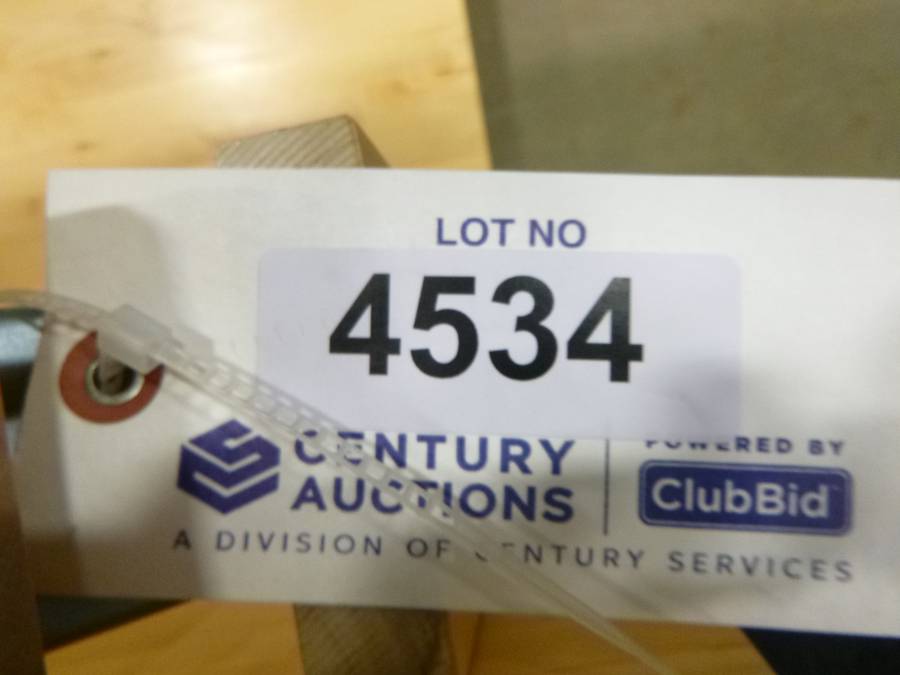 LOT NO
4534
CENTURY
AUCTIONS
POWERED BY
ClubBid
A DIVISION OF CENTURY SERVICES